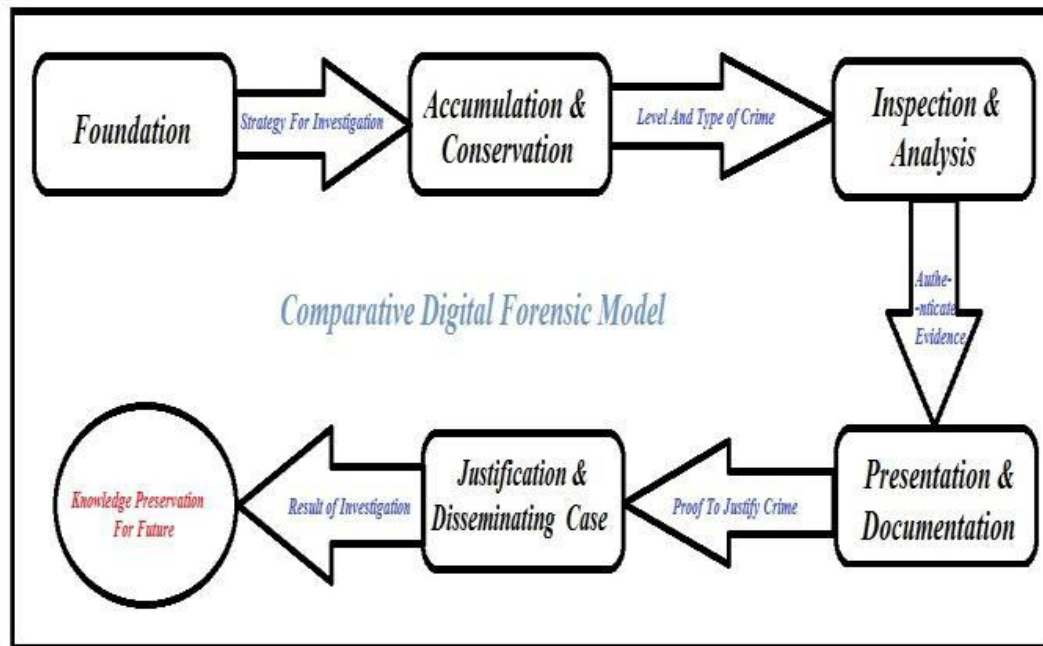 Foundation
Strategy For Investigation
Accumulation &
Conservation
Level And Type of Crime
Inspection &
Analysis
Authe-
-nticate
Evidence
Comparative Digital Forensic Model
Presentation &
Documentation
Proof To Justify Crime
Justification &
Disseminating Case
Result of Investigation
Knowledge Preservation
For Future